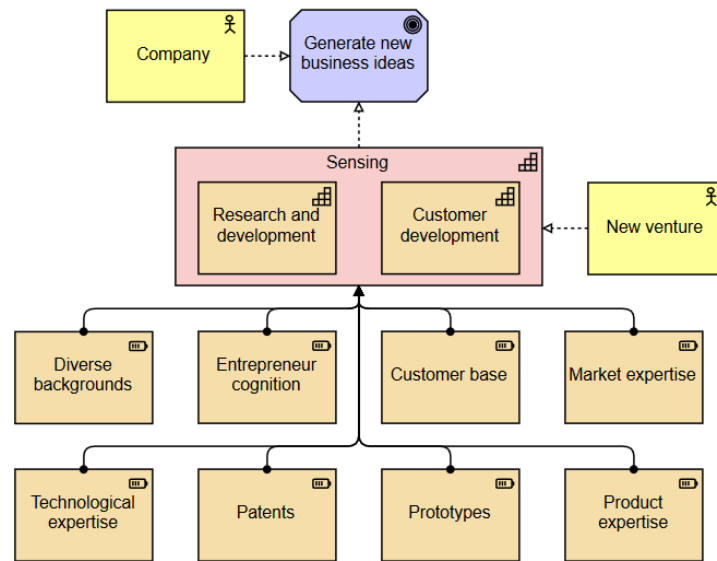 Company
Generate new
business ideas
Sensing
Research and
development
Customer
development
New venture
Diverse
backgrounds
Entrepreneur
cognition
Customer base
Market expertise
Technological
expertise
Patents
Prototypes
Product
expertise